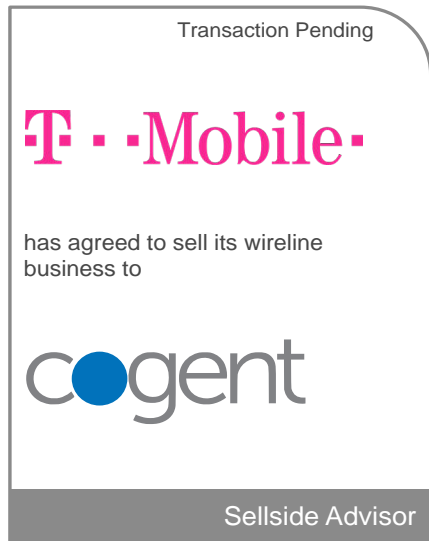 Transaction Pending
T··Mobile·
has agreed to sell its wireline
business to
cogent
Sellside Advisor